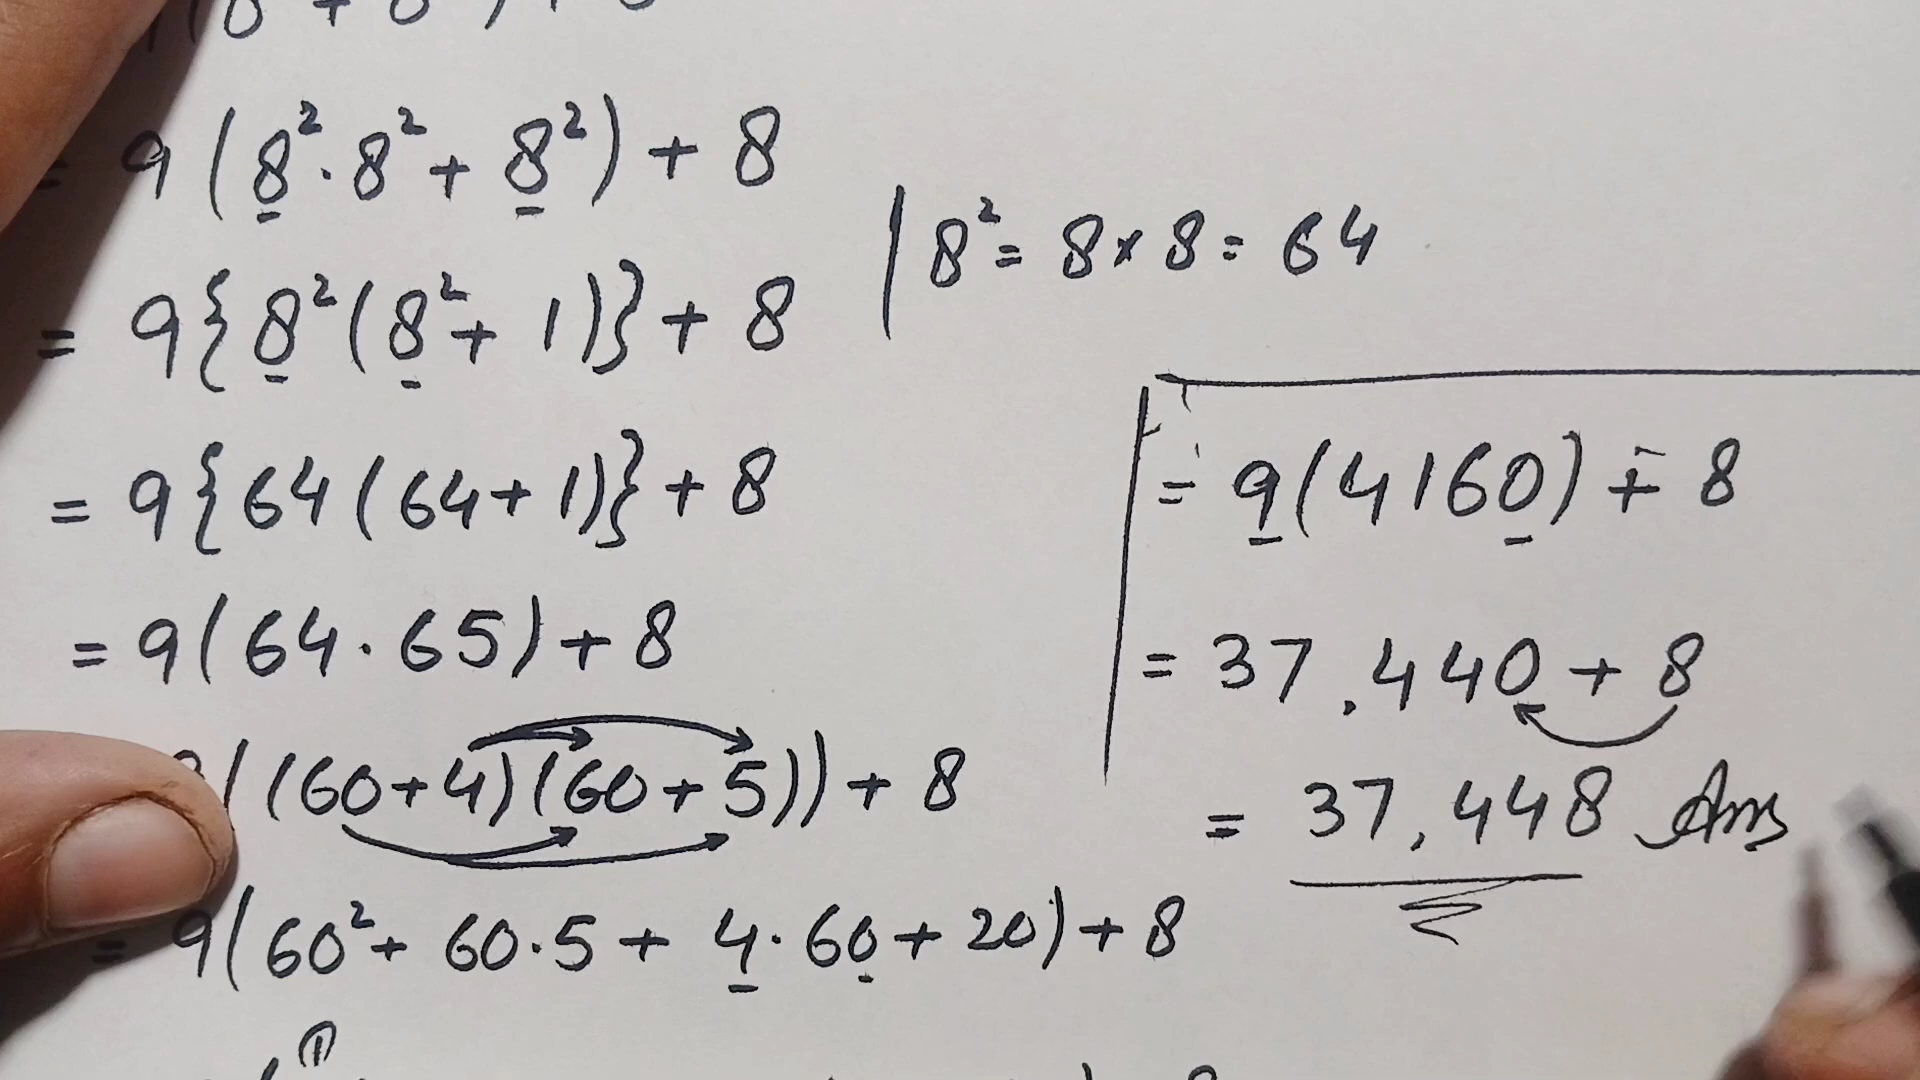 = 9(8²·8² + 8²) + 8
8² = 8 × 8 = 64
= 9{8²(8² + 1)} + 8
= 9{64(64 + 1)} + 8
= 9(64·65) + 8
((60+4)(60+5)) + 8
= 9(60² + 60·5 + 4·60 + 20) + 8
= 9(4160) + 8
= 37,440 + 8
= 37,448 Ans